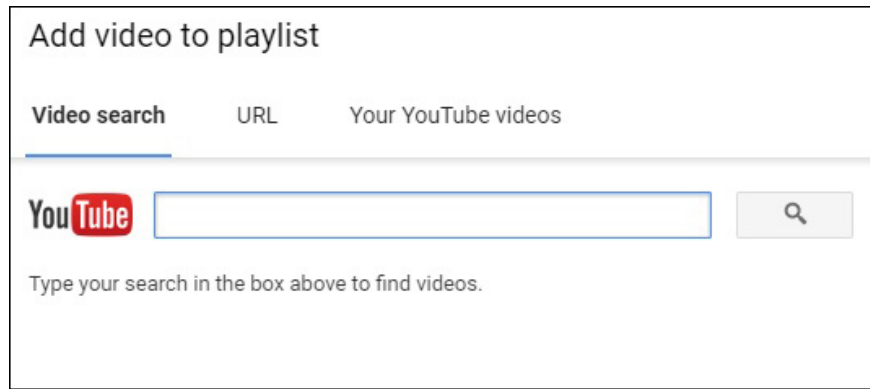 Add video to playlist
Video search URL Your YouTube videos
YouTube
Type your search in the box above to find videos.